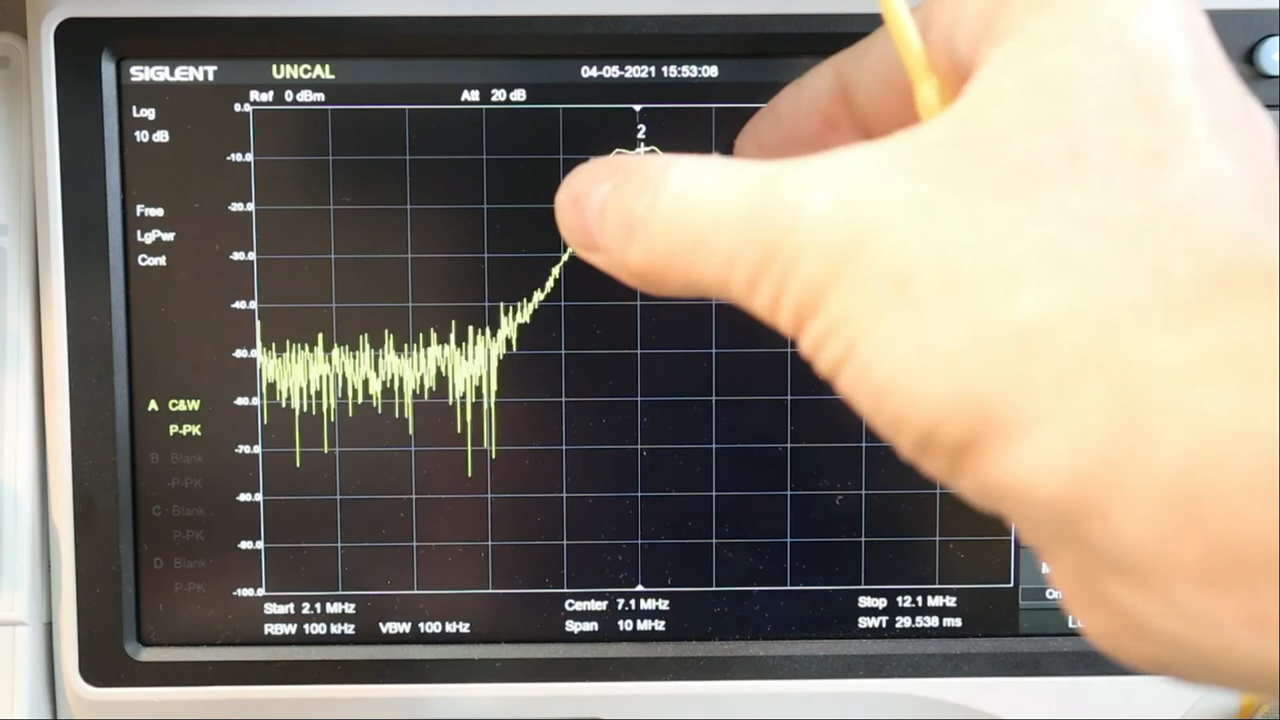 SIGLENT UNCAL 04-05-2021 15:53:08
Ref 0 dBm Att 20 dB
Log
10 dB
Free
LgPwr
Cont
A C&W
P-PK
B Blank
P-PK
C Blank
P-PK
D Blank
P-PK
0.0
-10.0
-20.0
-30.0
-40.0
-50.0
-60.0
-70.0
-80.0
-90.0
-100.0
2
Start 2.1 MHz Center 7.1 MHz Stop 12.1 MHz
RBW 100 kHz VBW 100 kHz Span 10 MHz SWT 29.538 ms